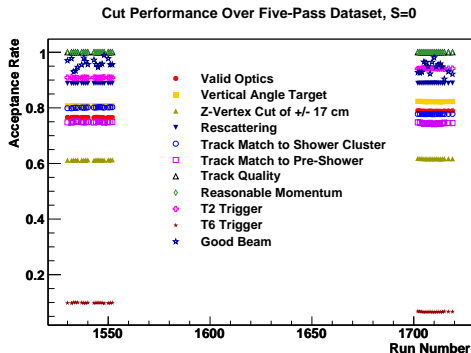 Cut Performance Over Five-Pass Dataset, S=0
Acceptance Rate
1
0.8
0.6
0.4
0.2
Valid Optics
Vertical Angle Target
Z-Vertex Cut of +/- 17 cm
Rescattering
Track Match to Shower Cluster
Track Match to Pre-Shower
Track Quality
Reasonable Momentum
T2 Trigger
T6 Trigger
Good Beam
1550
1600
1650
1700
Run Number